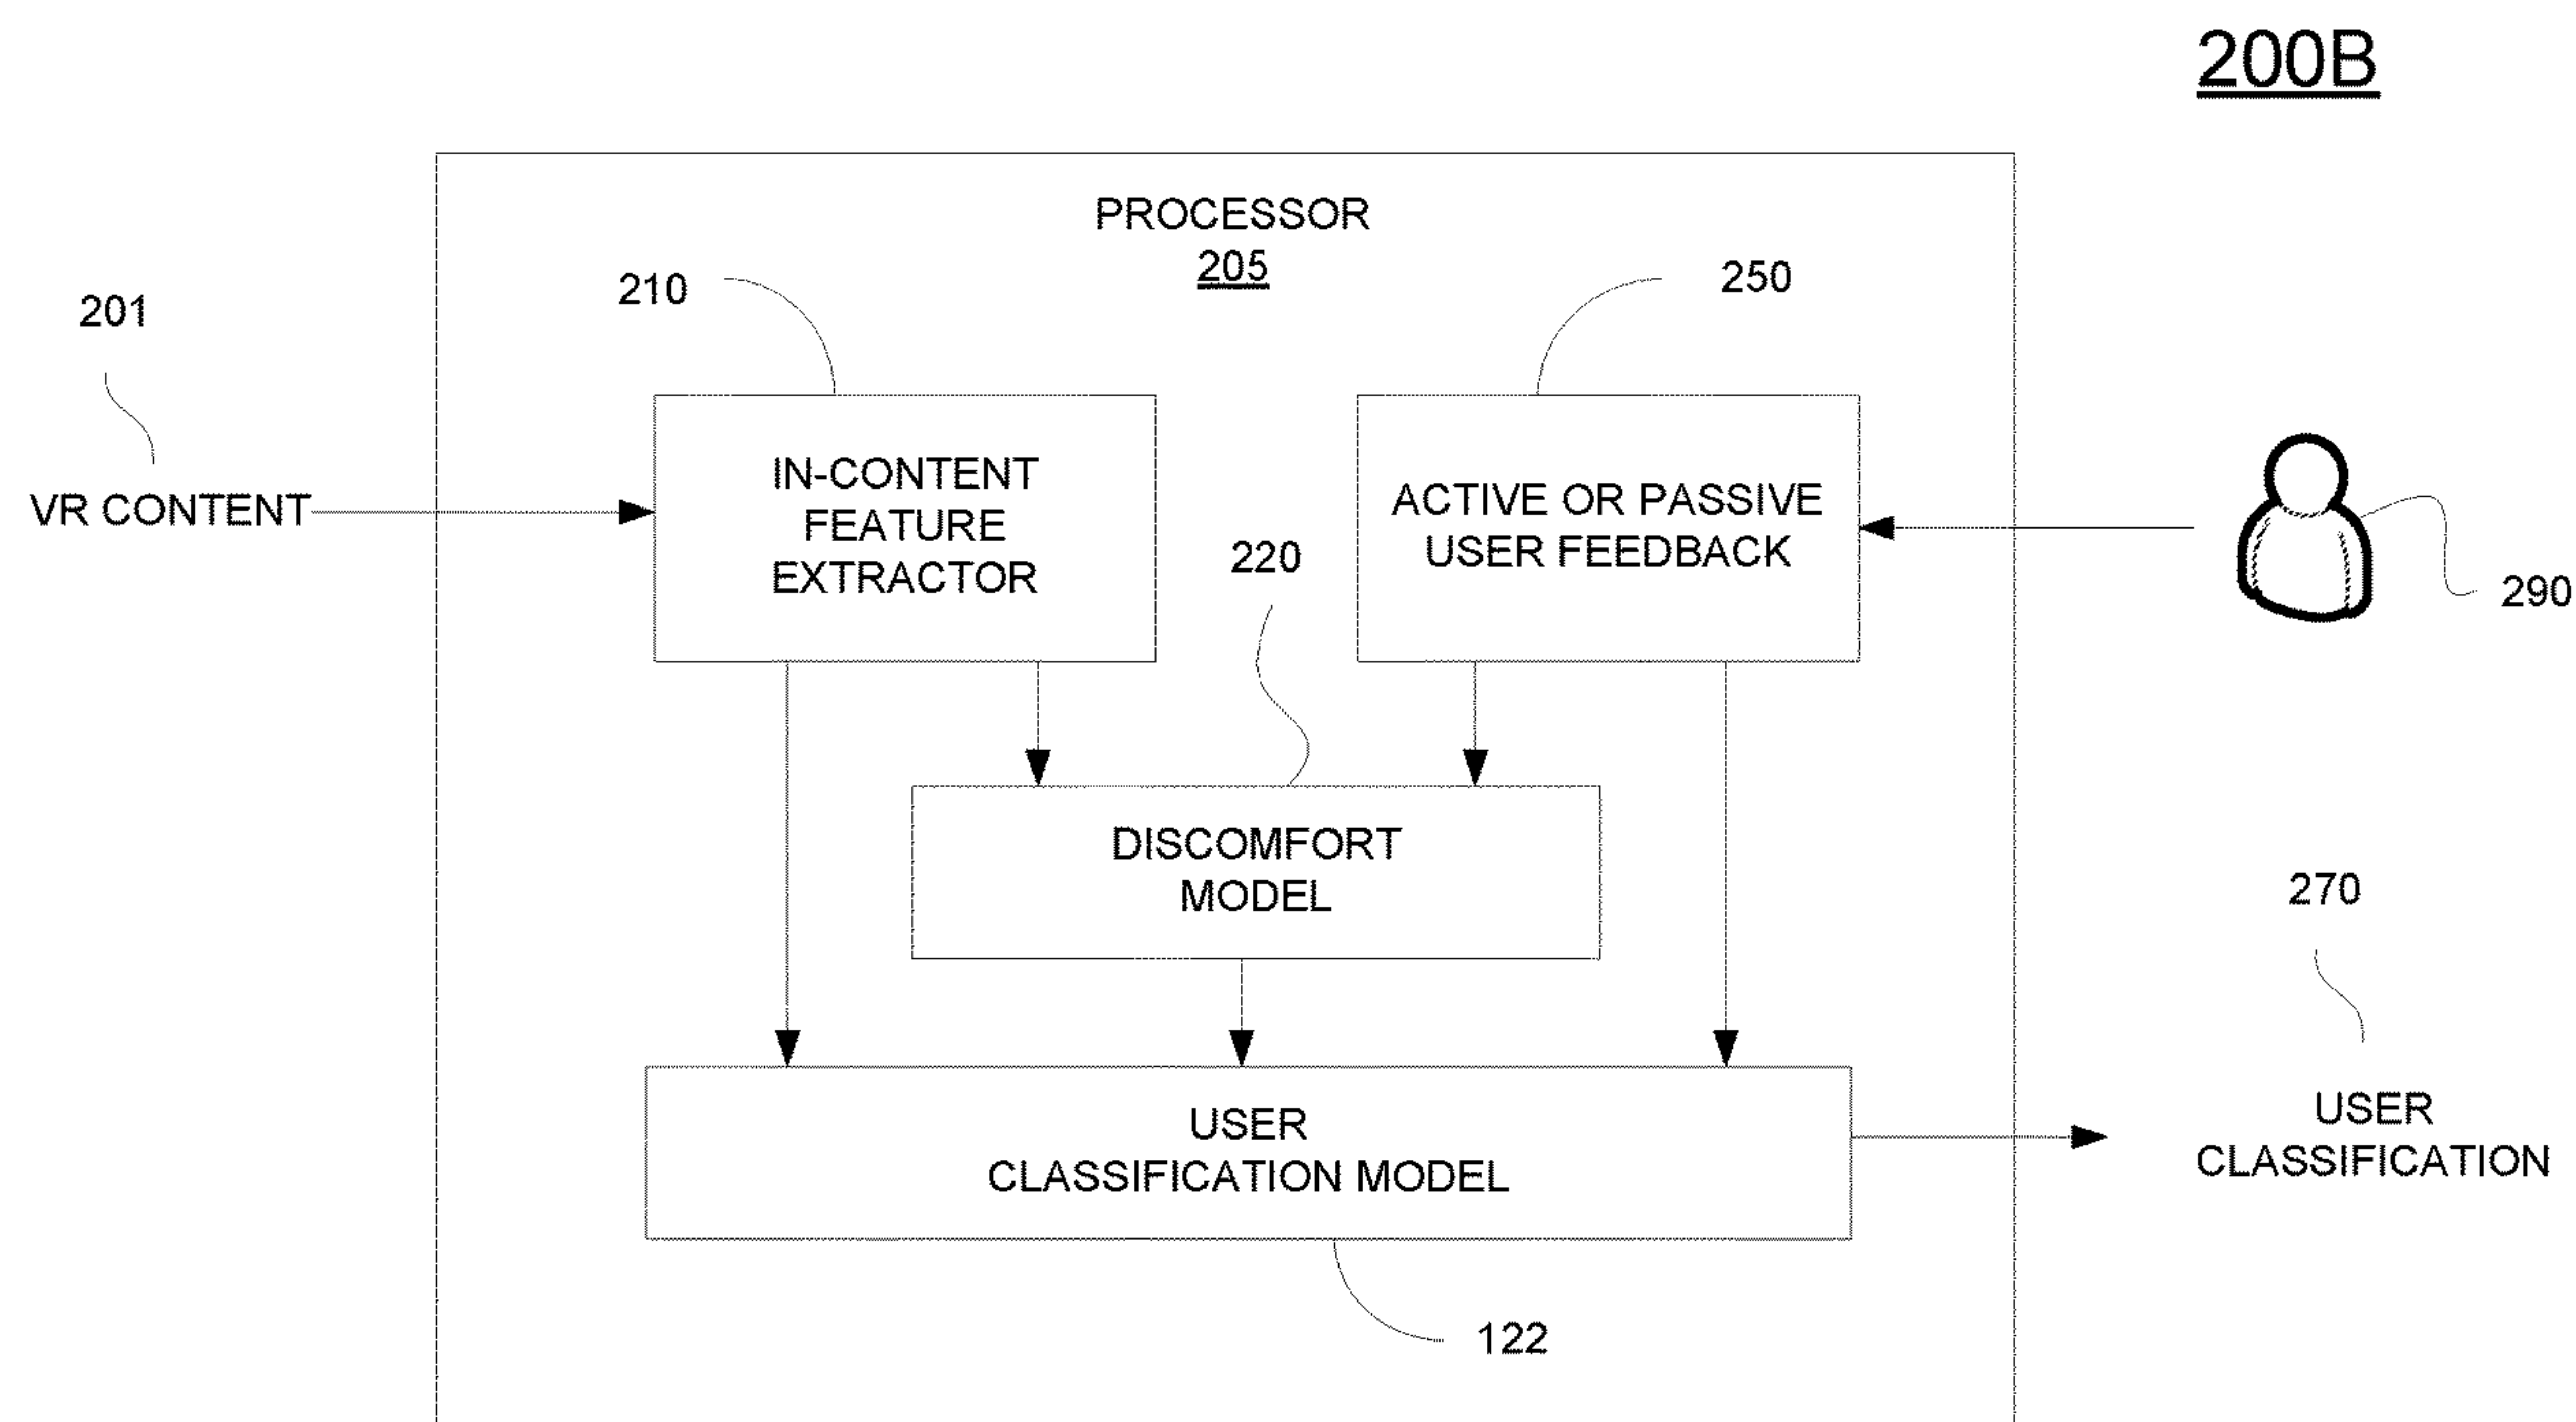 200B
PROCESSOR
205
210
250
201
IN-CONTENT
FEATURE
EXTRACTOR
VR CONTENT
ACTIVE OR PASSIVE
USER FEEDBACK
220
290
DISCOMFORT
MODEL
270
USER
CLASSIFICATION MODEL
USER
CLASSIFICATION
122